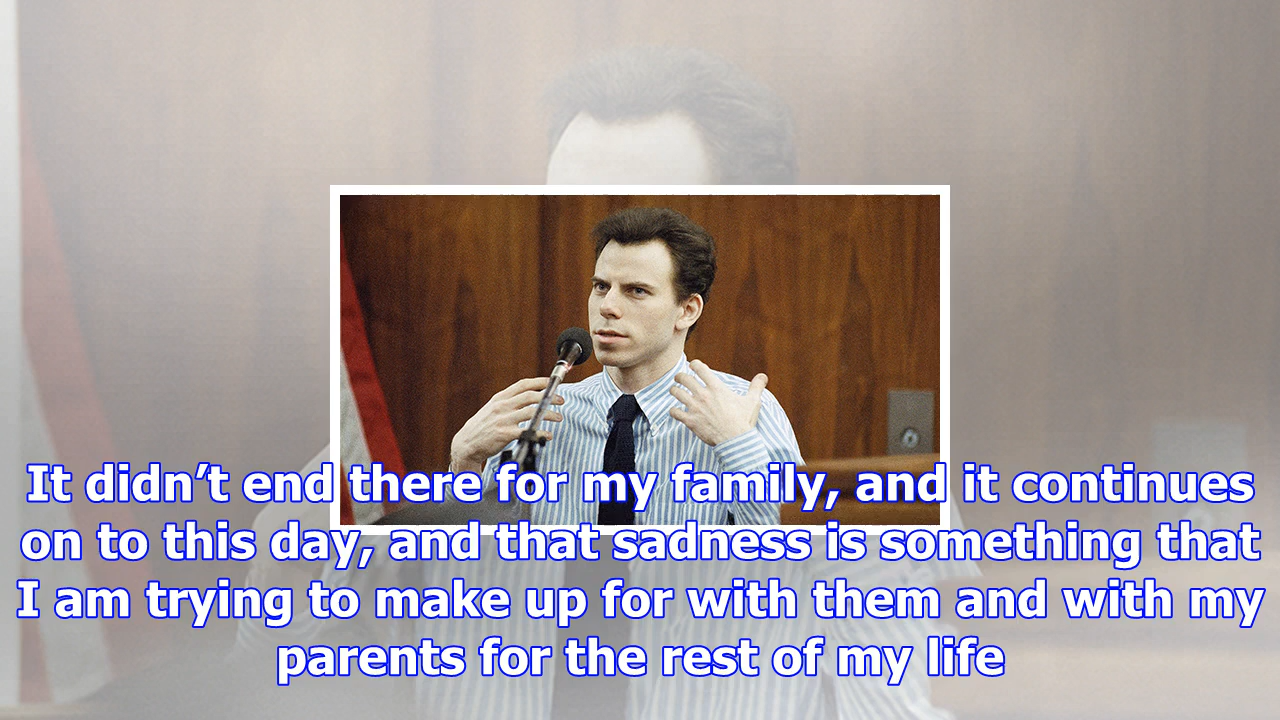 It didn’t end there for my family, and it continues
on to this day, and that sadness is something that
I am trying to make up for with them and with my
parents for the rest of my life